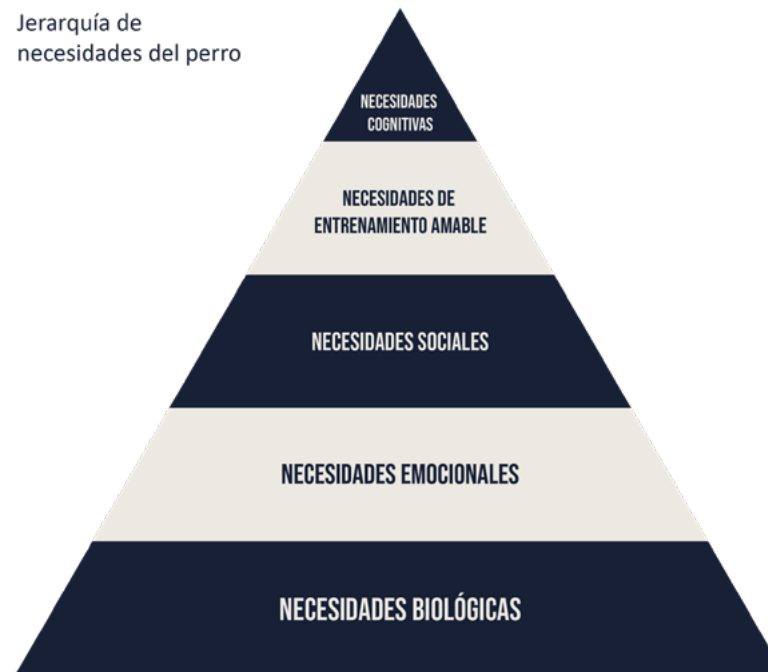 Jerarquía de
necesidades del perro
NECESIDADES
COGNITIVAS
NECESIDADES DE
ENTRENAMIENTO AMABLE
NECESIDADES SOCIALES
NECESIDADES EMOCIONALES
NECESIDADES BIOLÓGICAS